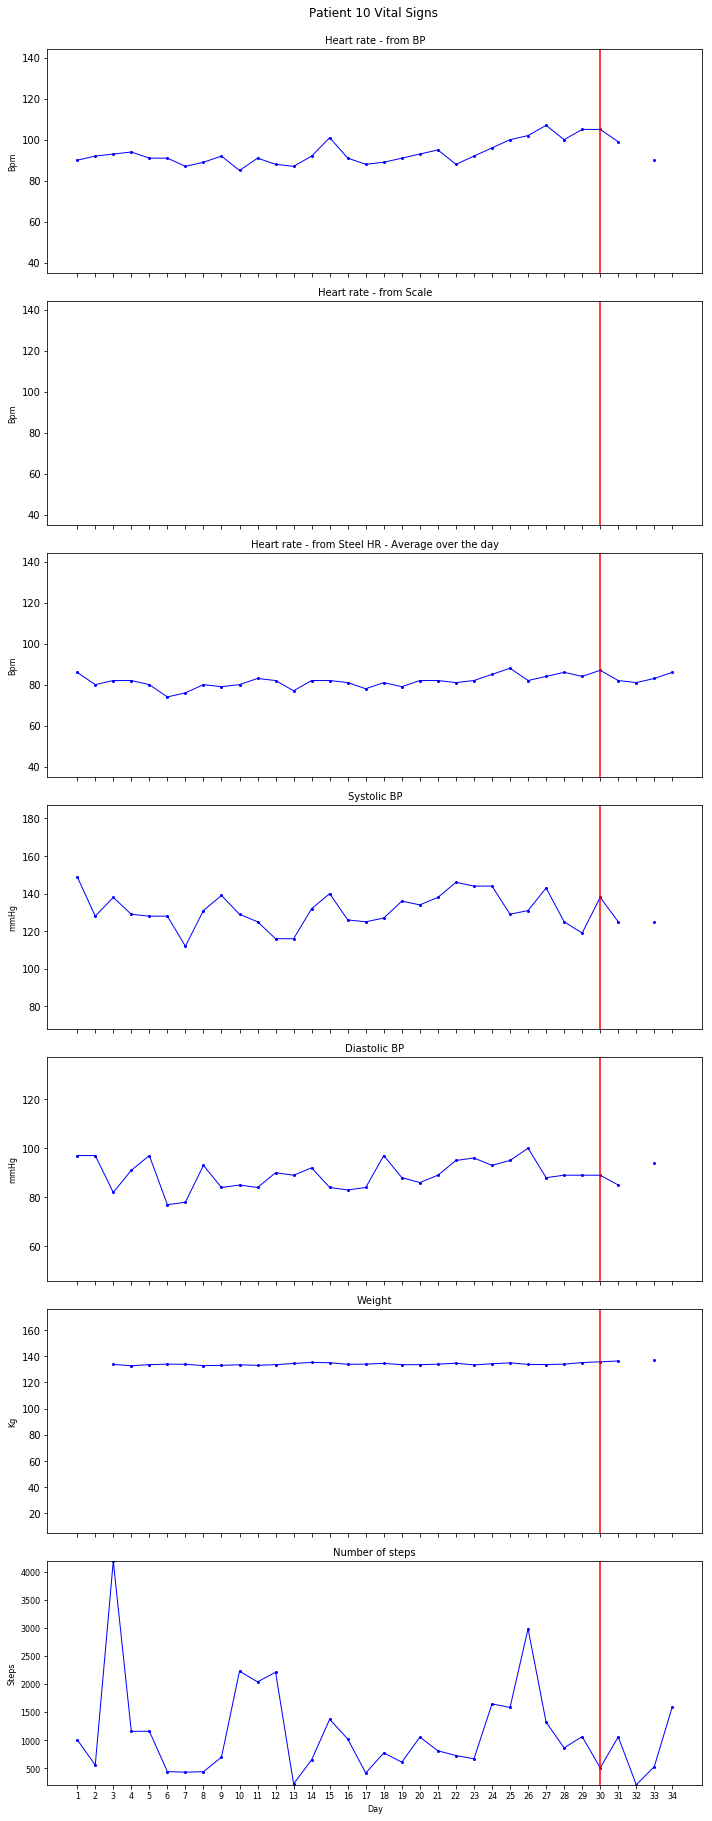 Patient 10 Vital Signs
Heart rate - from BP
140
120
100
80
60
40
Bpm
Heart rate - from Scale
140
120
100
80
60
40
Bpm
Heart rate - from Steel HR - Average over the day
140
120
100
80
60
40
Bpm
Systolic BP
180
160
140
120
100
80
mmHg
Diastolic BP
120
100
80
60
mmHg
Weight
160
140
120
100
80
60
40
20
Kg
Number of steps
4000
3500
3000
2500
2000
1500
1000
500
Steps
1 2 3 4 5 6 7 8 9 10 11 12 13 14 15 16 17 18 19 20 21 22 23 24 25 26 27 28 29 30 31 32 33 34
Day